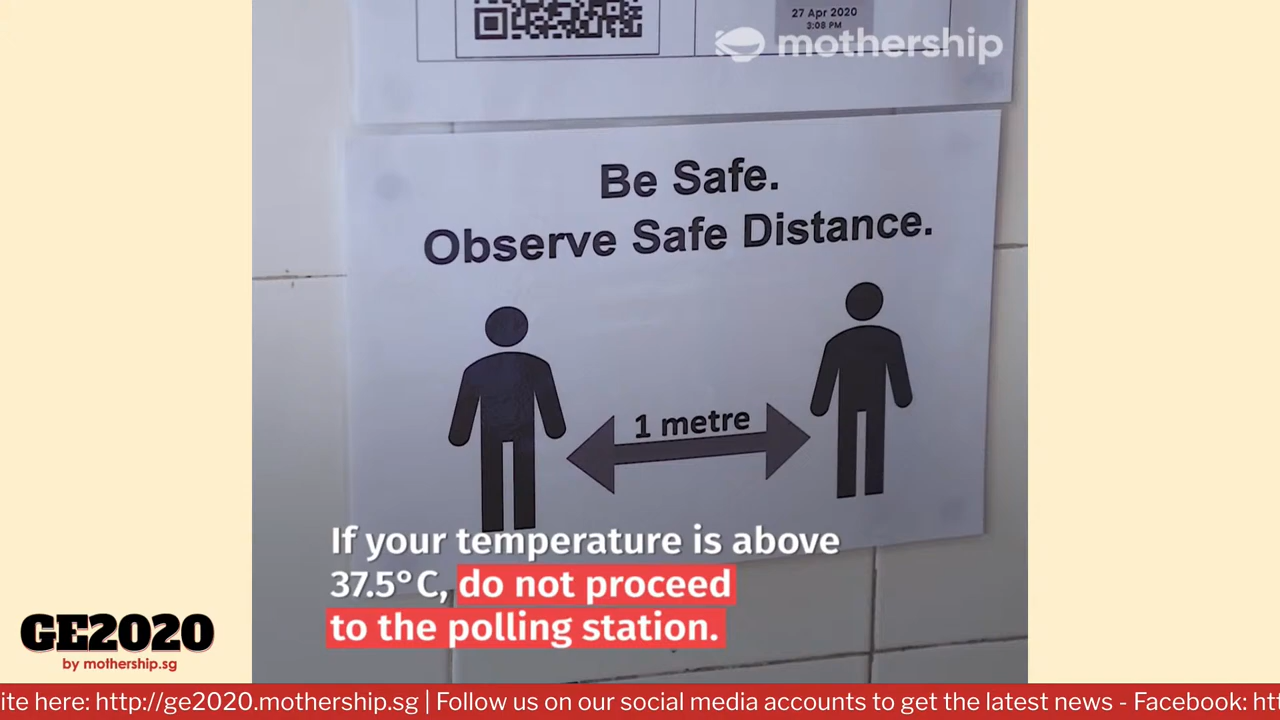 27 Apr 2020
3:08 PM
mothership
Be Safe.
Observe Safe Distance.
1 metre
If your temperature is above
37.5°C, do not proceed
to the polling station.
GE2020
by mothership.sg
ite here: http://ge2020.mothership.sg | Follow us on our social media accounts to get the latest news - Facebook: htt